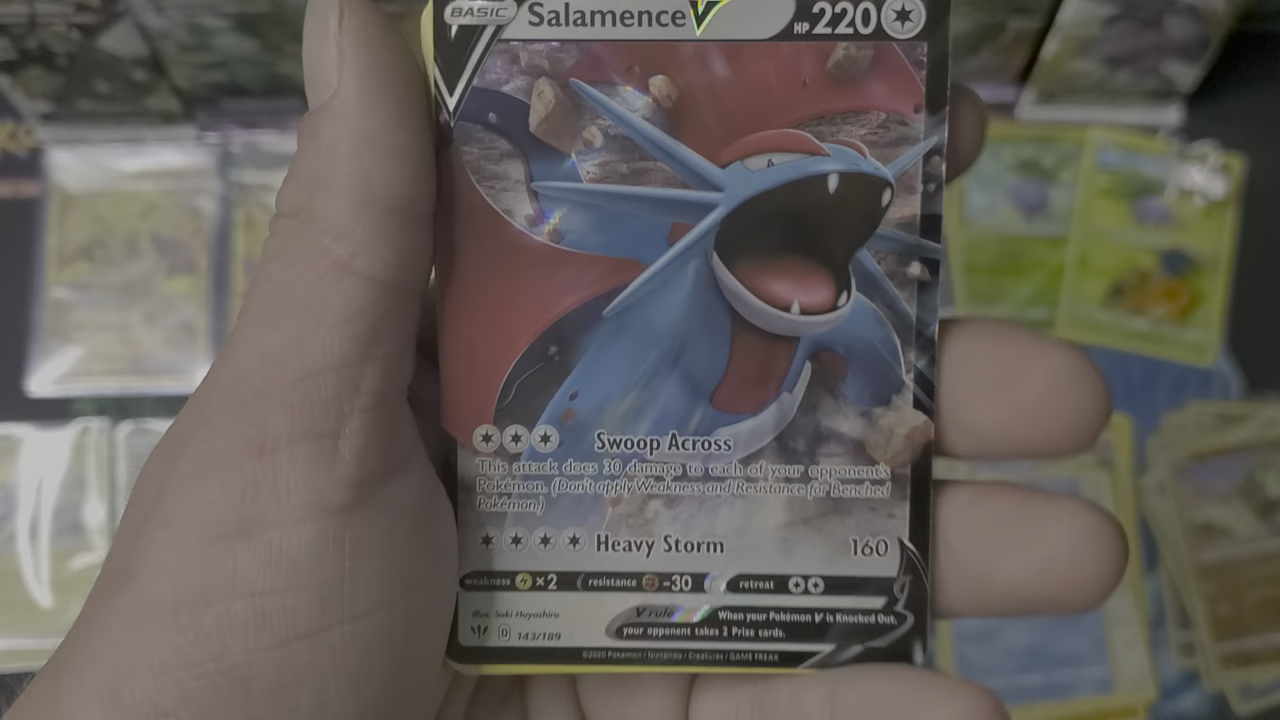 BASIC Salamence V HP 220
Swoop Across
This attack does 30 damage to each of your opponent's
Pokémon. (Don't apply Weakness and Resistance for Benched
Pokémon.)
Heavy Storm 160
weakness ×2 resistance -30 retreat
Illus. Saki Hayashiro
V rule When your Pokémon V is Knocked Out,
your opponent takes 2 Prize cards.
D 143/189
©2020 Pokémon / Nintendo / Creatures / GAME FREAK